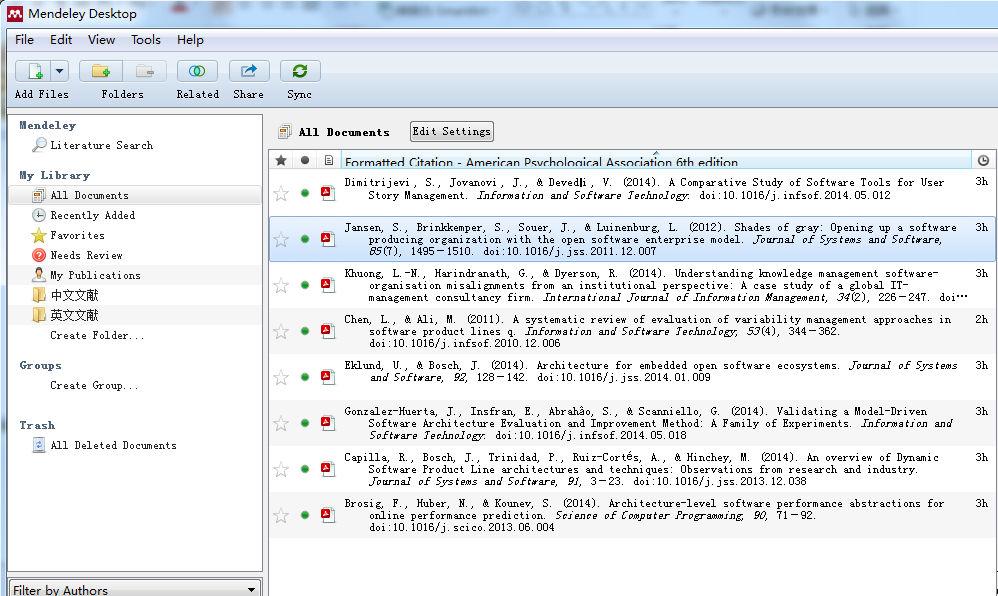 Mendeley Desktop
File Edit View Tools Help
Add Files Folders Related Share Sync
Mendeley
Literature Search
My Library
All Documents
Recently Added
Favorites
Needs Review
My Publications
中文文献
英文文献
Create Folder...
Groups
Create Group...
Trash
All Deleted Documents
Filter by Authors
All Documents Edit Settings
Formatted Citation - American Psychological Association 6th edition
Dimitrijevi , S., Jovanovi , J., & Devedži , V. (2014). A Comparative Study of Software Tools for User 3h
Story Management. Information and Software Technology. doi:10.1016/j.infsof.2014.05.012
Jansen, S., Brinkkemper, S., Souer, J., & Luinenburg, L. (2012). Shades of gray: Opening up a software 3h
producing organization with the open software enterprise model. Journal of Systems and Software,
85(7), 1495-1510. doi:10.1016/j.jss.2011.12.007
Khuong, L.-N., Harindranath, G., & Dyerson, R. (2014). Understanding knowledge management software- 3h
organisation misalignments from an institutional perspective: A case study of a global IT-
management consultancy firm. International Journal of Information Management, 34(2), 226-247. doi...
Chen, L., & Ali, M. (2011). A systematic review of evaluation of variability management approaches in 2h
software product lines q. Information and Software Technology, 53(4), 344-362.
doi:10.1016/j.infsof.2010.12.006
Eklund, U., & Bosch, J. (2014). Architecture for embedded open software ecosystems. Journal of Systems 3h
and Software, 92, 128-142. doi:10.1016/j.jss.2014.01.009
Gonzalez-Huerta, J., Insfran, E., Abrahão, S., & Scanniello, G. (2014). Validating a Model-Driven 3h
Software Architecture Evaluation and Improvement Method: A Family of Experiments. Information and
Software Technology. doi:10.1016/j.infsof.2014.05.018
Capilla, R., Bosch, J., Trinidad, P., Ruiz-Cortés, A., & Hinchey, M. (2014). An overview of Dynamic 3h
Software Product Line architectures and techniques: Observations from research and industry.
Journal of Systems and Software, 91, 3-23. doi:10.1016/j.jss.2013.12.038
Brosig, F., Huber, N., & Kounev, S. (2014). Architecture-level software performance abstractions for 3h
online performance prediction. Science of Computer Programming, 90, 71-92.
doi:10.1016/j.scico.2013.06.004